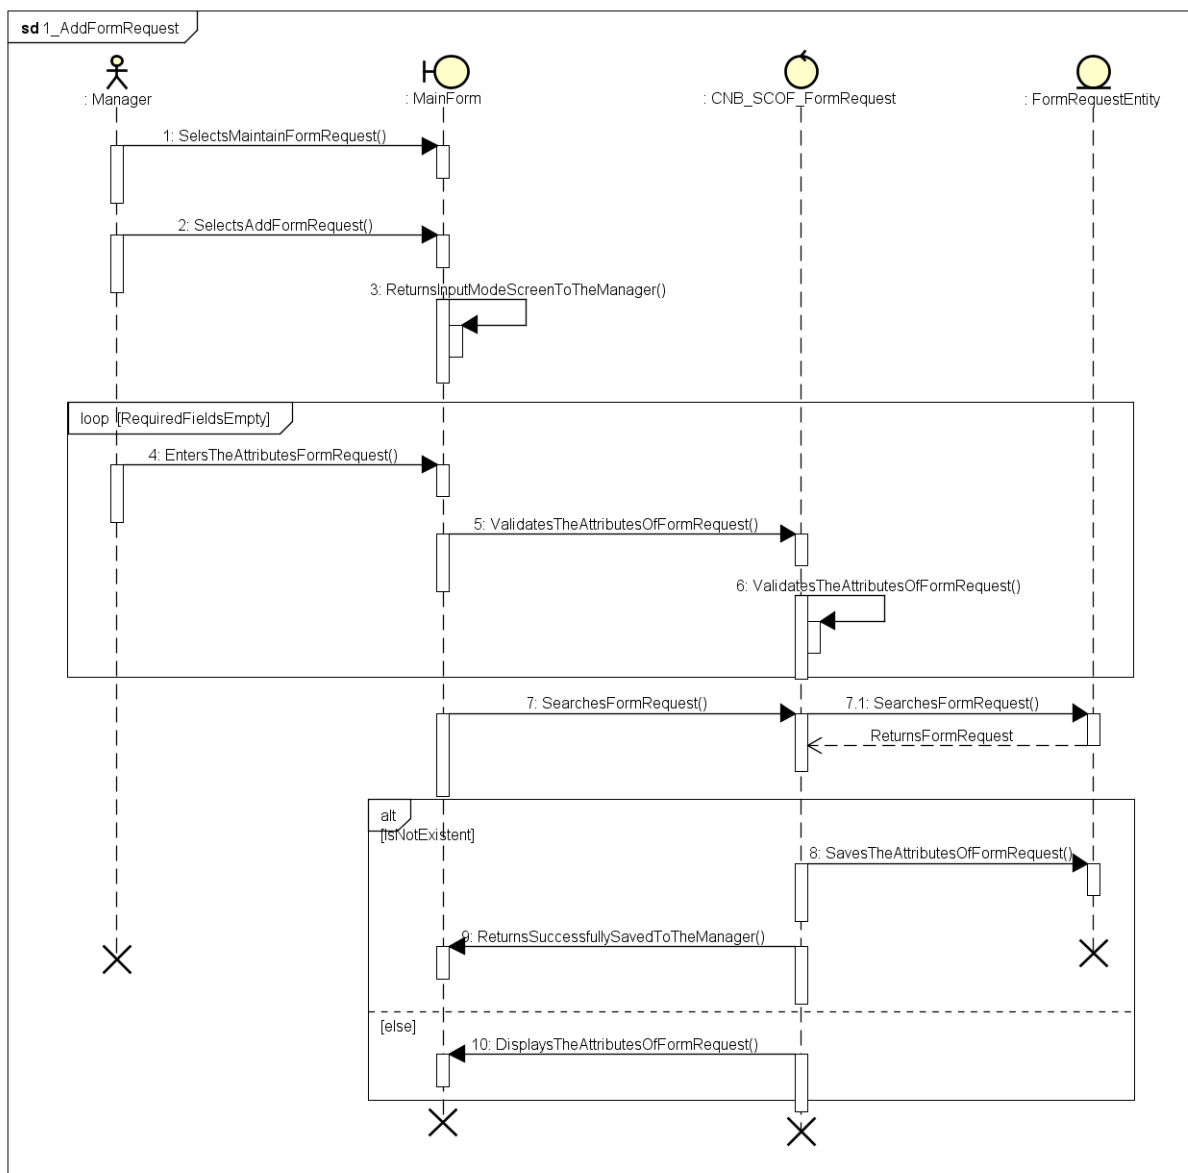 sd 1_AddFormRequest
: Manager
: MainForm
: CNB_SCOF_FormRequest
: FormRequestEntity
1: SelectsMaintainFormRequest()
2: SelectsAddFormRequest()
3: ReturnsInputModeScreenToTheManager()
loop [RequiredFieldsEmpty]
4: EntersTheAttributesFormRequest()
5: ValidatesTheAttributesOfFormRequest()
6: ValidatesTheAttributesOfFormRequest()
7: SearchesFormRequest()
7.1: SearchesFormRequest()
ReturnsFormRequest
alt
[IsNotExistent]
8: SavesTheAttributesOfFormRequest()
9: ReturnsSuccessfullySavedToTheManager()
[else]
10: DisplaysTheAttributesOfFormRequest()